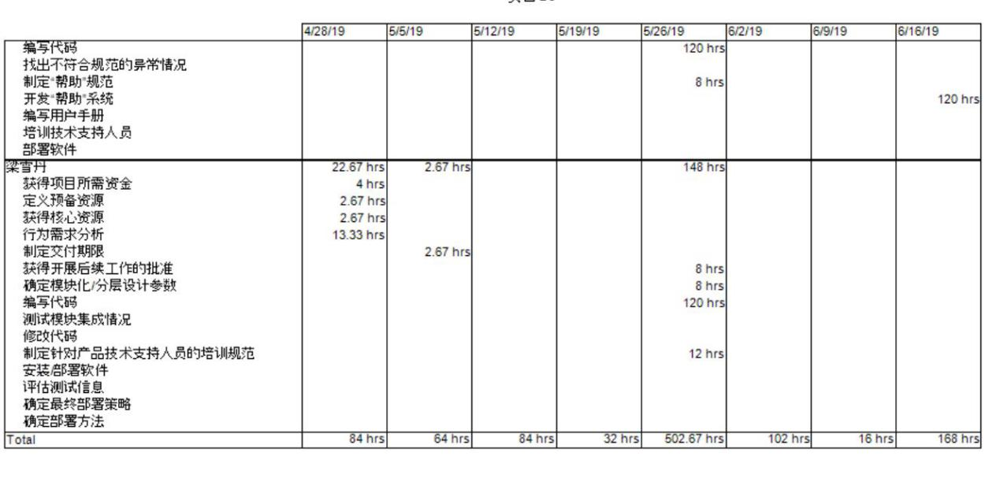 4/28/19 5/5/19 5/12/19 5/19/19 5/26/19 6/2/19 6/9/19 6/16/19
编写代码 120 hrs
找出不符合规范的异常情况
制定“帮助”规范 8 hrs
开发“帮助”系统 120 hrs
编写用户手册
培训技术支持人员
部署软件
梁雪丹 22.67 hrs 2.67 hrs 148 hrs
获得项目所需资金 4 hrs
定义预备资源 2.67 hrs
获得核心资源 2.67 hrs
行为需求分析 13.33 hrs
制定交付期限 2.67 hrs
获得开展后续工作的批准 8 hrs
确定模块化/分层设计参数 8 hrs
编写代码 120 hrs
测试模块集成情况
修改代码
制定针对产品技术支持人员的培训规范 12 hrs
安装/部署软件
评估测试信息
确定最终部署策略
确定部署方法
Total 84 hrs 64 hrs 84 hrs 32 hrs 502.67 hrs 102 hrs 16 hrs 168 hrs